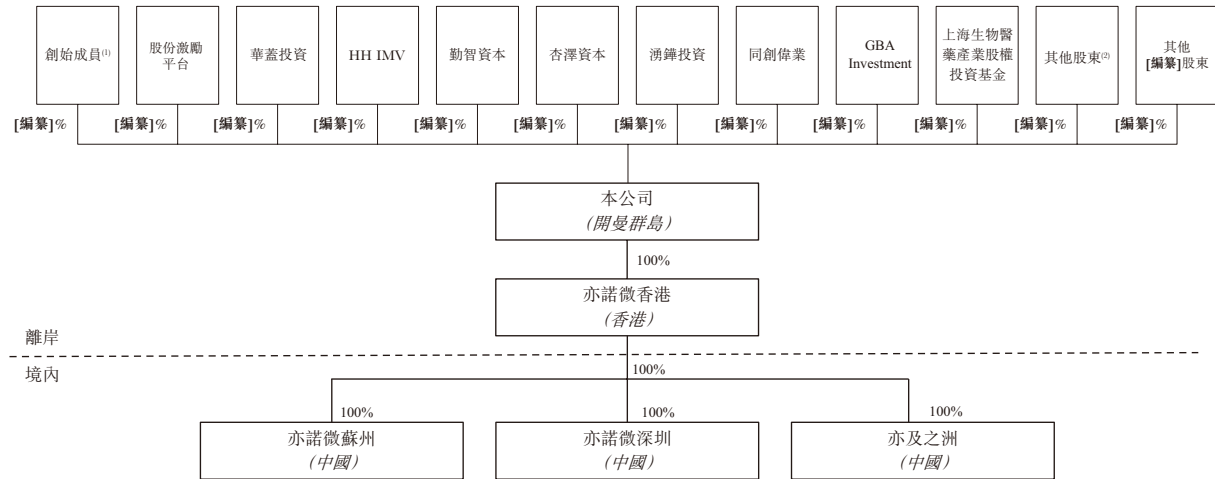 創始成員(1)
股份激勵
平台
華蓋投資
HH IMV
勤智資本
杏澤資本
湧鏵投資
同創偉業
GBA
Investment
上海生物醫
藥產業股權
投資基金
其他股東(2)
其他
[編纂]股東
[編纂]% [編纂]% [編纂]% [編纂]% [編纂]% [編纂]% [編纂]% [編纂]% [編纂]% [編纂]% [編纂]% [編纂]%
本公司
(開曼群島)
100%
亦諾微香港
(香港)
離岸
境內
100%
100% 100% 100%
亦諾微蘇州
(中國)
亦諾微深圳
(中國)
亦及之洲
(中國)